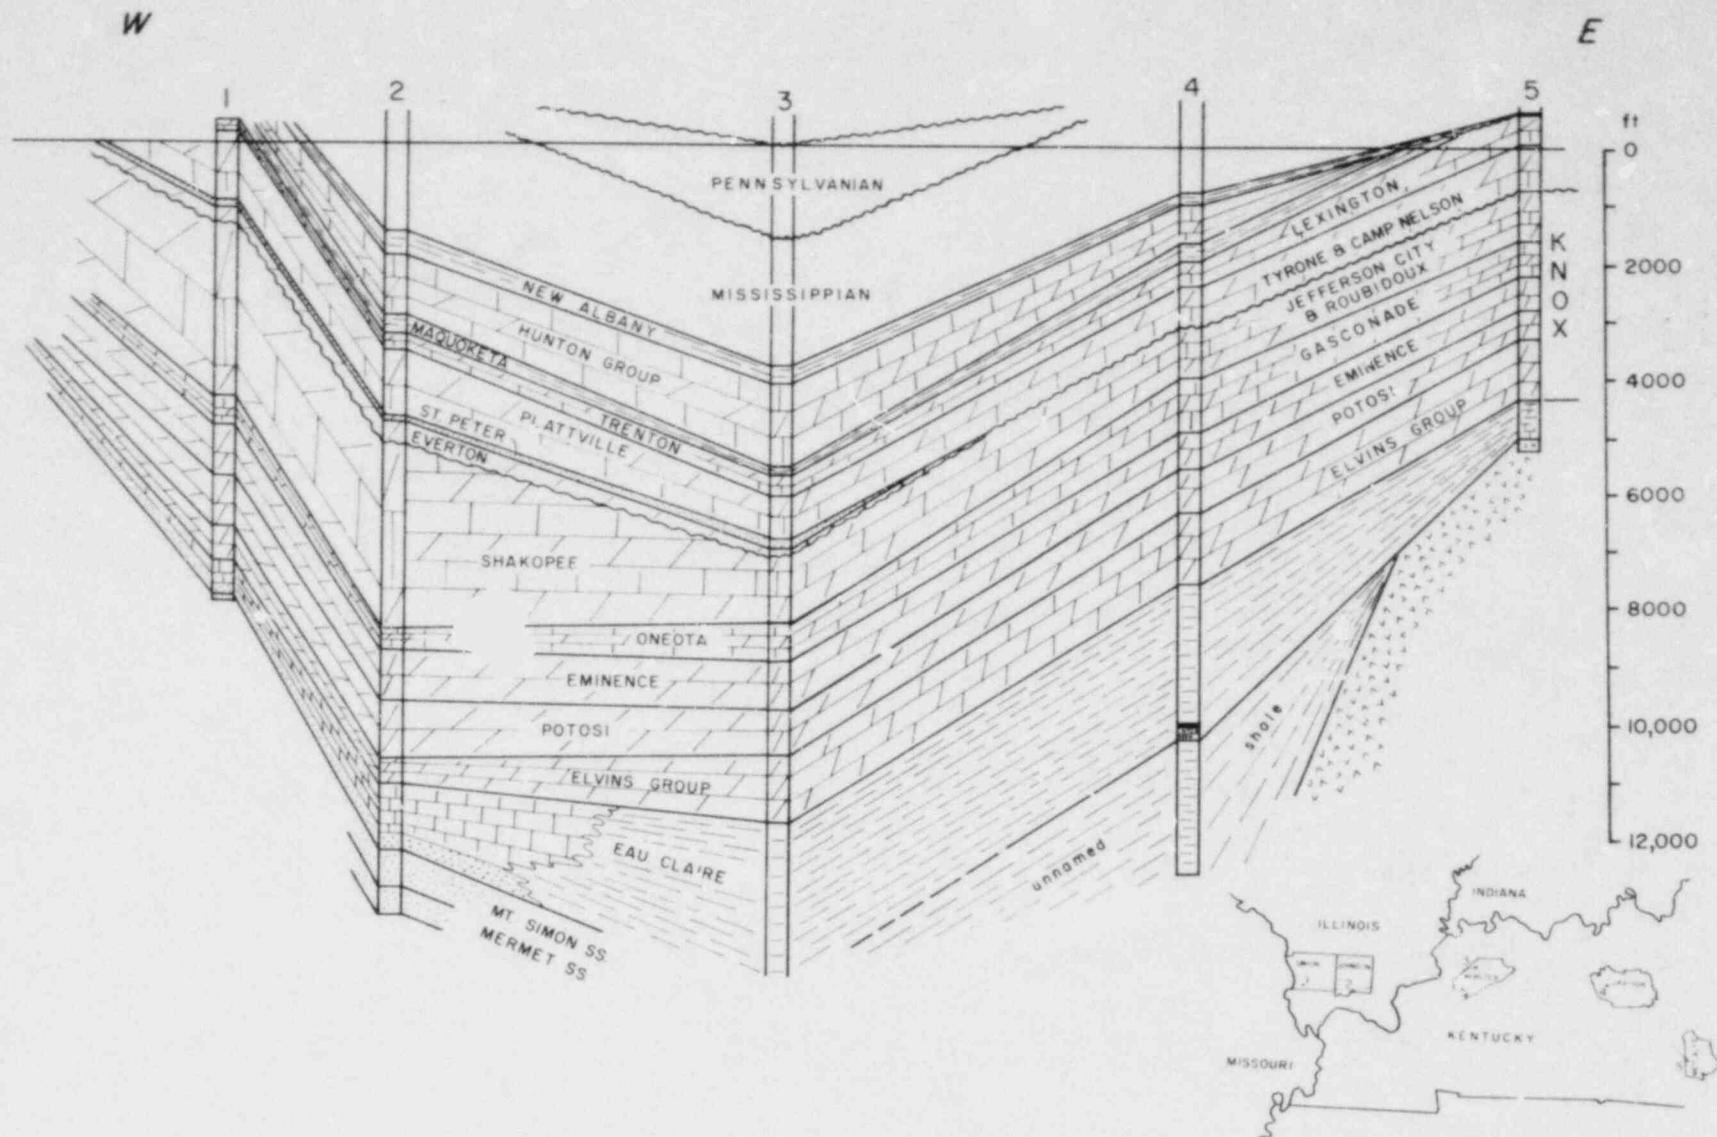 W
E
1
2
3
4
5
ft
0
2000
4000
6000
8000
10,000
12,000
PENNSYLVANIAN
MISSISSIPPIAN
NEW ALBANY
HUNTON GROUP
MAQUOKETA
TRENTON
PLATTVILLE
ST. PETER
EVERTON
SHAKOPEE
ONEOTA
EMINENCE
POTOSI
ELVINS GROUP
EAU CLAIRE
MT. SIMON SS.
MERMET SS
LEXINGTON
TYRONE & CAMP NELSON
JEFFERSON CITY
& ROUBIDOUX
GASCONADE
EMINENCE
POTOSI
ELVINS GROUP
KNOX
shale
unnamed
INDIANA
ILLINOIS
1
2
KENTUCKY
MISSOURI